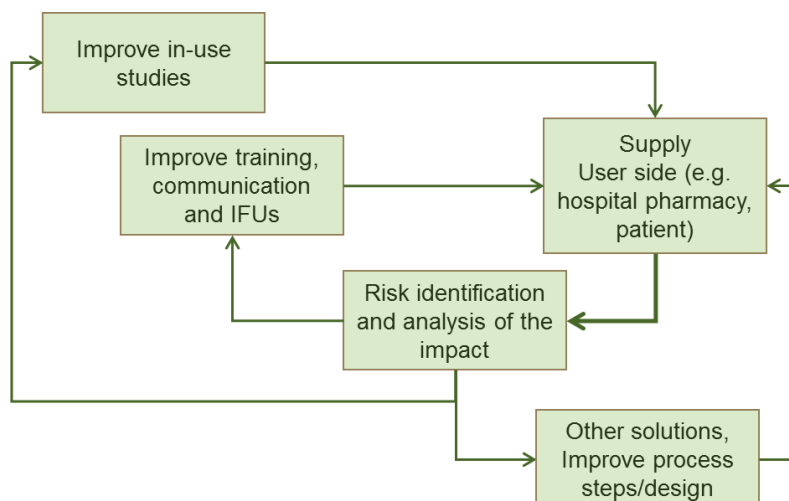 Improve in-use
studies
Improve training,
communication
and IFUs
Supply
User side (e.g.
hospital pharmacy,
patient)
Risk identification
and analysis of the
impact
Other solutions,
Improve process
steps/design